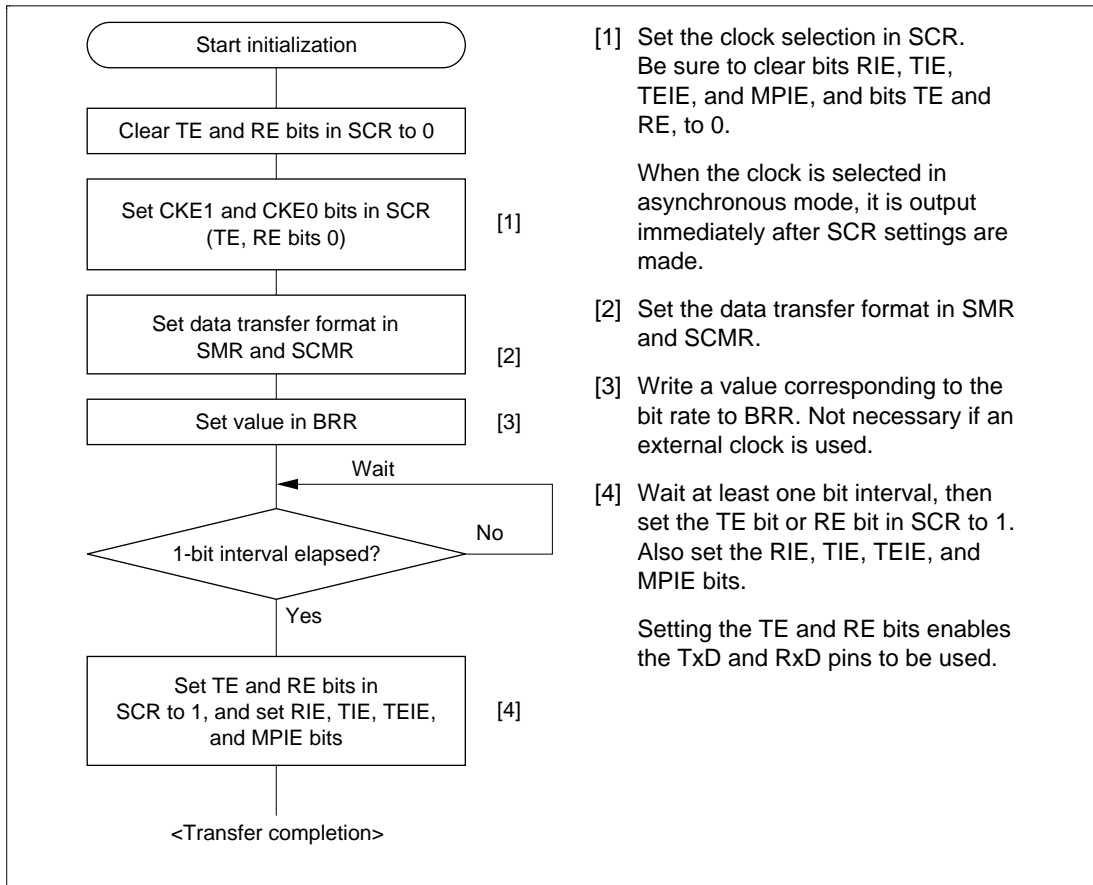 Start initialization
Clear TE and RE bits in SCR to 0
Set CKE1 and CKE0 bits in SCR
(TE, RE bits 0)
[1]
Set data transfer format in
SMR and SCMR
[2]
Set value in BRR
[3]
Wait
1-bit interval elapsed?
No
Yes
Set TE and RE bits in
SCR to 1, and set RIE, TIE, TEIE,
and MPIE bits
[4]
<Transfer completion>
[1] Set the clock selection in SCR.
Be sure to clear bits RIE, TIE,
TEIE, and MPIE, and bits TE and
RE, to 0.
When the clock is selected in
asynchronous mode, it is output
immediately after SCR settings are
made.
[2] Set the data transfer format in SMR
and SCMR.
[3] Write a value corresponding to the
bit rate to BRR. Not necessary if an
external clock is used.
[4] Wait at least one bit interval, then
set the TE bit or RE bit in SCR to 1.
Also set the RIE, TIE, TEIE, and
MPIE bits.
Setting the TE and RE bits enables
the TxD and RxD pins to be used.